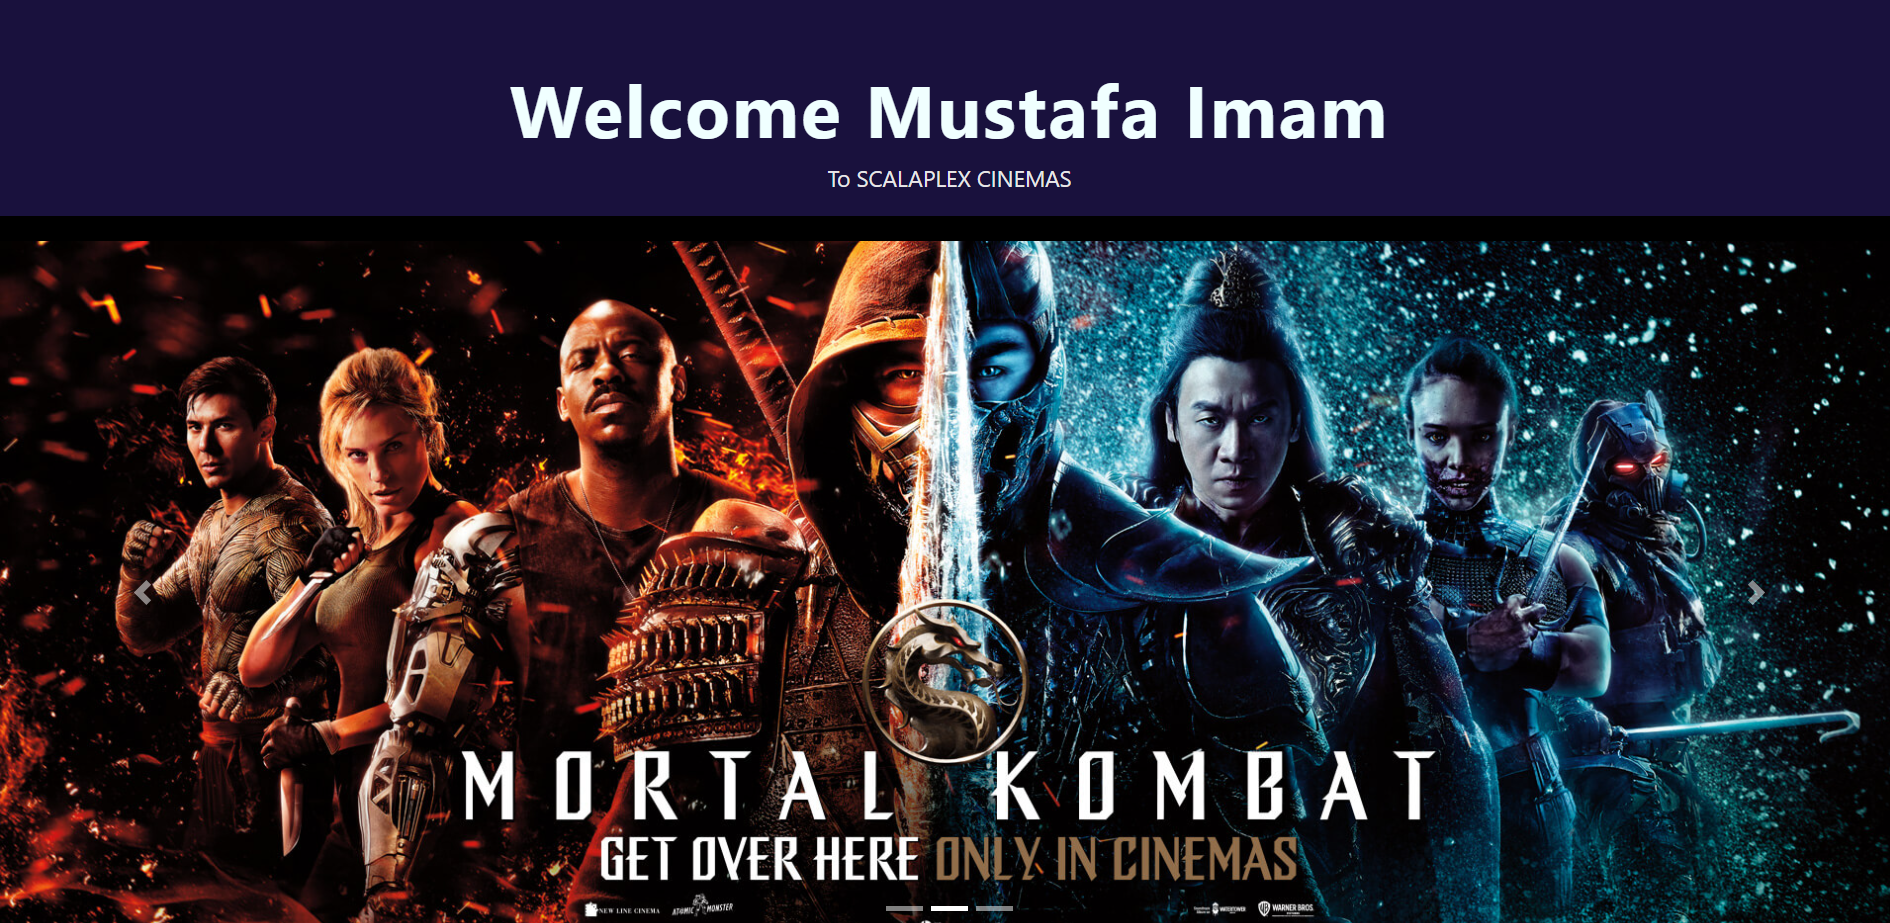 Welcome Mustafa Imam
To SCALAPLEX CINEMAS
MORTAL KOMBAT
GET OVER HERE ONLY IN CINEMAS
NEW LINE CINEMA
ATOMIC MONSTER
WARNER BROS.